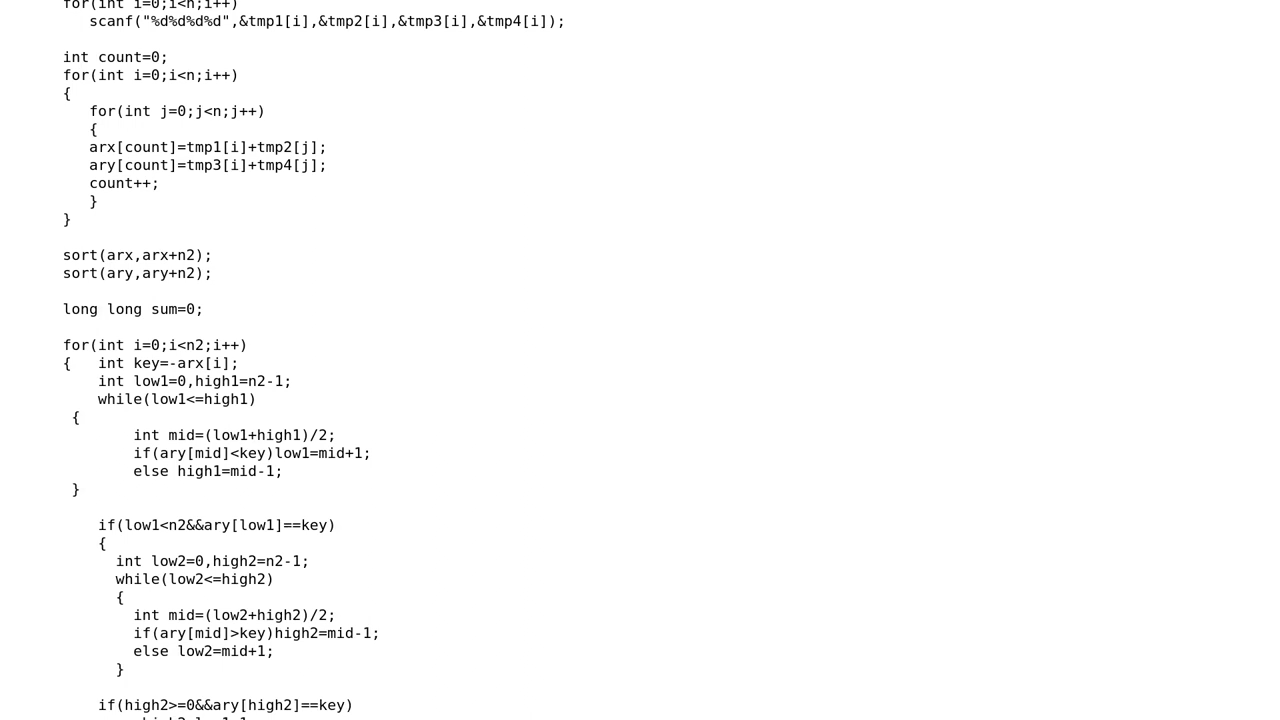 for(int i=0;i<n;i++)
scanf("%d%d%d%d",&tmp1[i],&tmp2[i],&tmp3[i],&tmp4[i]);
int count=0;
for(int i=0;i<n;i++)
{
for(int j=0;j<n;j++)
{
arx[count]=tmp1[i]+tmp2[j];
ary[count]=tmp3[i]+tmp4[j];
count++;
}
}
sort(arx,arx+n2);
sort(ary,ary+n2);
long long sum=0;
for(int i=0;i<n2;i++)
{   int key=-arx[i];
int low1=0,high1=n2-1;
while(low1<=high1)
{
int mid=(low1+high1)/2;
if(ary[mid]<key)low1=mid+1;
else high1=mid-1;
}
if(low1<n2&&ary[low1]==key)
{
int low2=0,high2=n2-1;
while(low2<=high2)
{
int mid=(low2+high2)/2;
if(ary[mid]>key)high2=mid-1;
else low2=mid+1;
}
if(high2>=0&&ary[high2]==key)